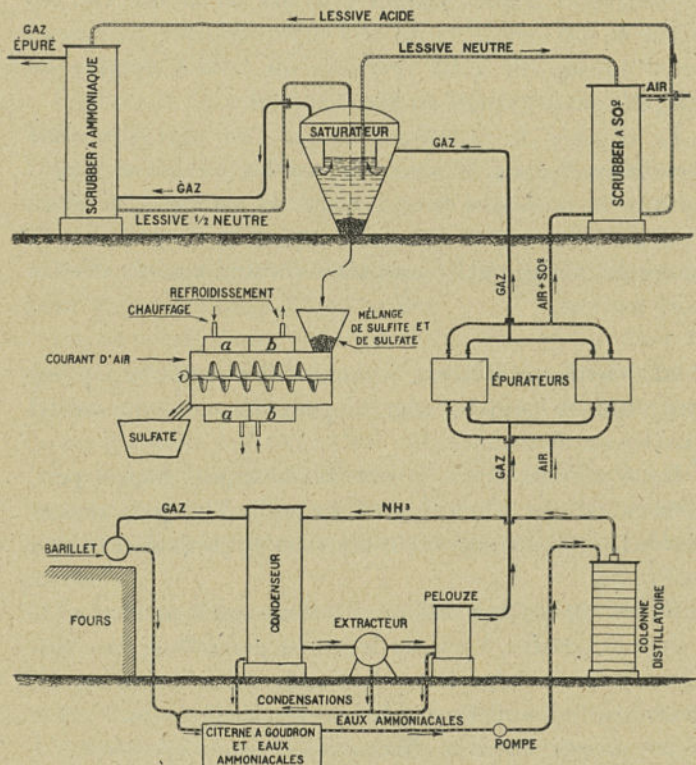 LESSIVE ACIDE
GAZ
ÉPURÉ
LESSIVE NEUTRE
AIR
SCRUBBER A AMMONIAQUE
SATURATEUR
SCRUBBER A SO²
GAZ
GAZ
LESSIVE ½ NEUTRE
REFROIDISSEMENT
CHAUFFAGE
MÉLANGE
DE SULFITE ET
DE SULFATE
GAZ
AIR + SO²
a b
COURANT D'AIR
ÉPURATEURS
a b
SULFATE
GAZ
AIR
GAZ
NH³
BARILLET
CONDENSEUR
PELOUZE
FOURS
EXTRACTEUR
COLONNE
DISTILLATOIRE
CONDENSATIONS
EAUX AMMONIACALES
CITERNE A GOUDRON
ET EAUX
AMMONIACALES
POMPE